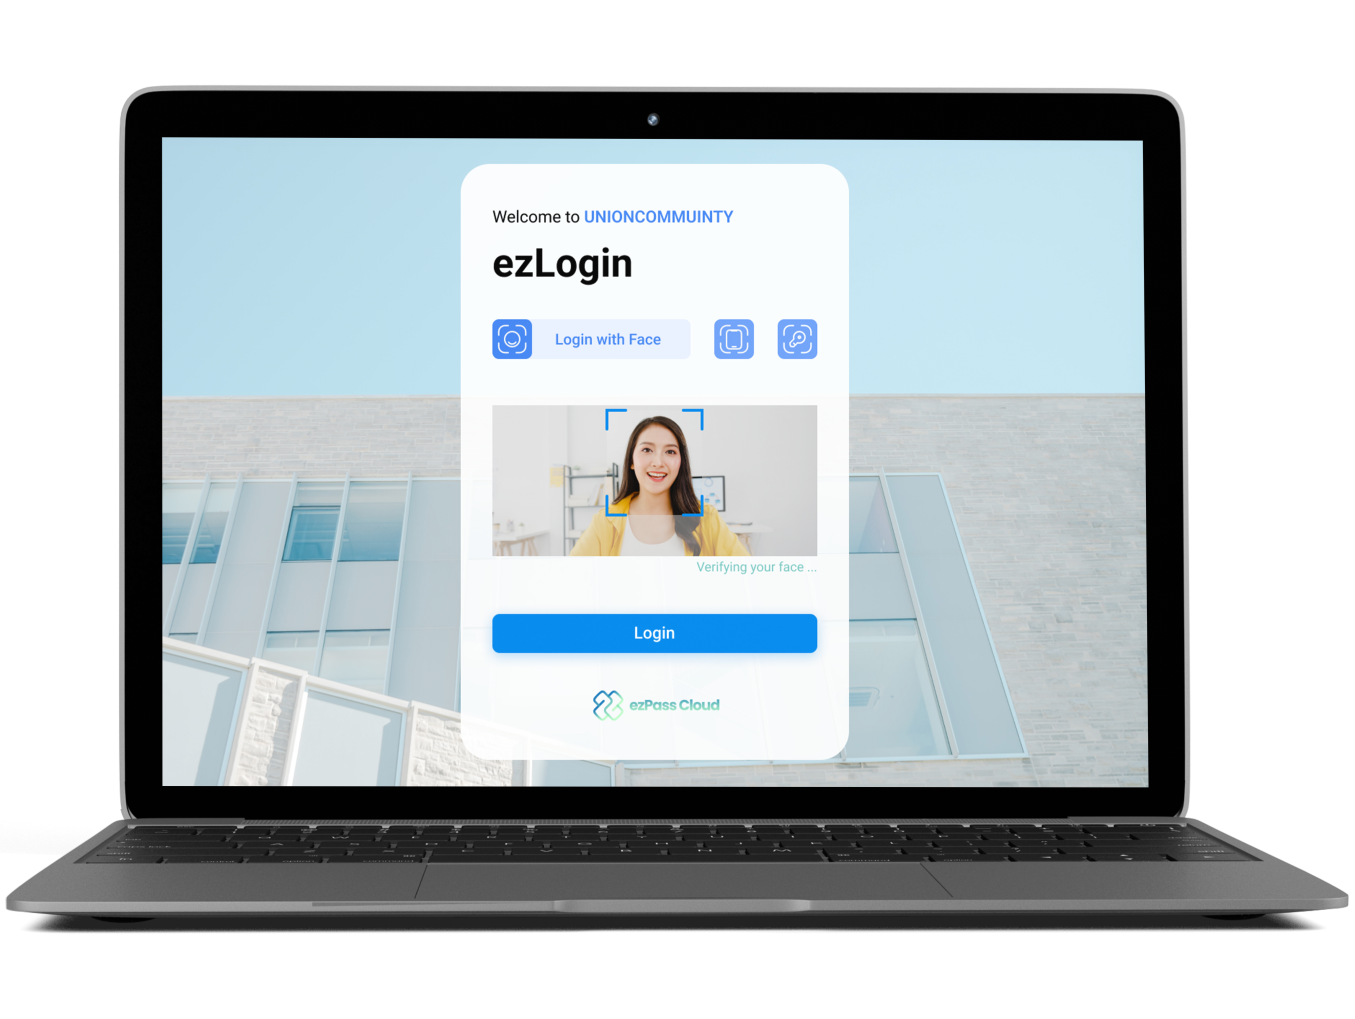 Welcome to UNIONCOMMUINTY
ezLogin
Login with Face
Verifying your face ...
Login
ezPass Cloud